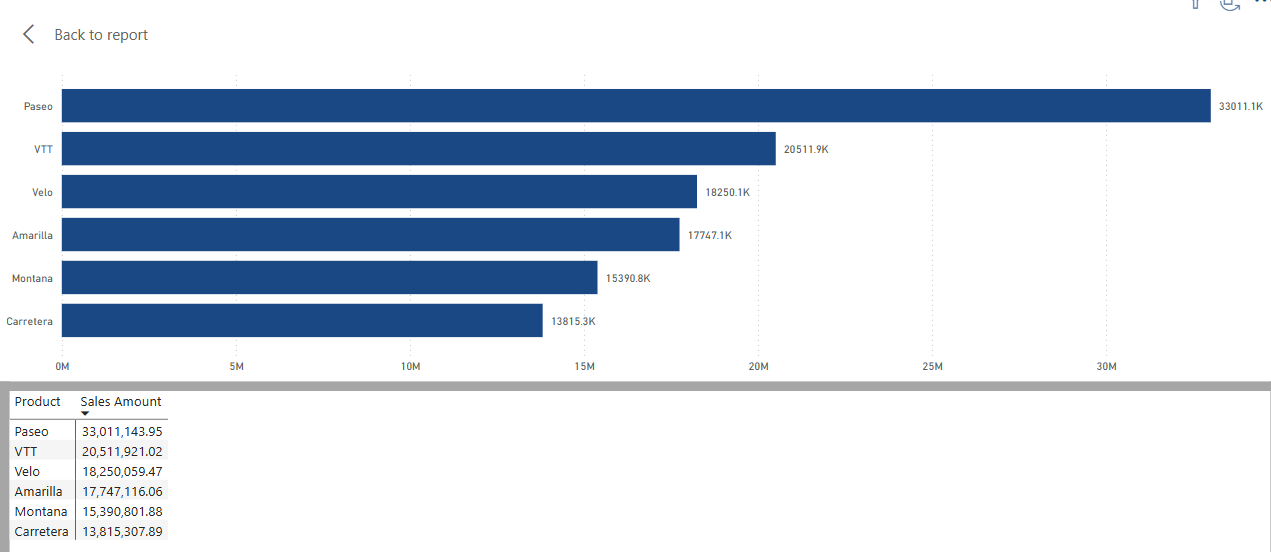 Back to report
Paseo 33011.1K
VTT 20511.9K
Velo 18250.1K
Amarilla 17747.1K
Montana 15390.8K
Carretera 13815.3K
0M 5M 10M 15M 20M 25M 30M
Product Sales Amount
Paseo 33,011,143.95
VTT 20,511,921.02
Velo 18,250,059.47
Amarilla 17,747,116.06
Montana 15,390,801.88
Carretera 13,815,307.89